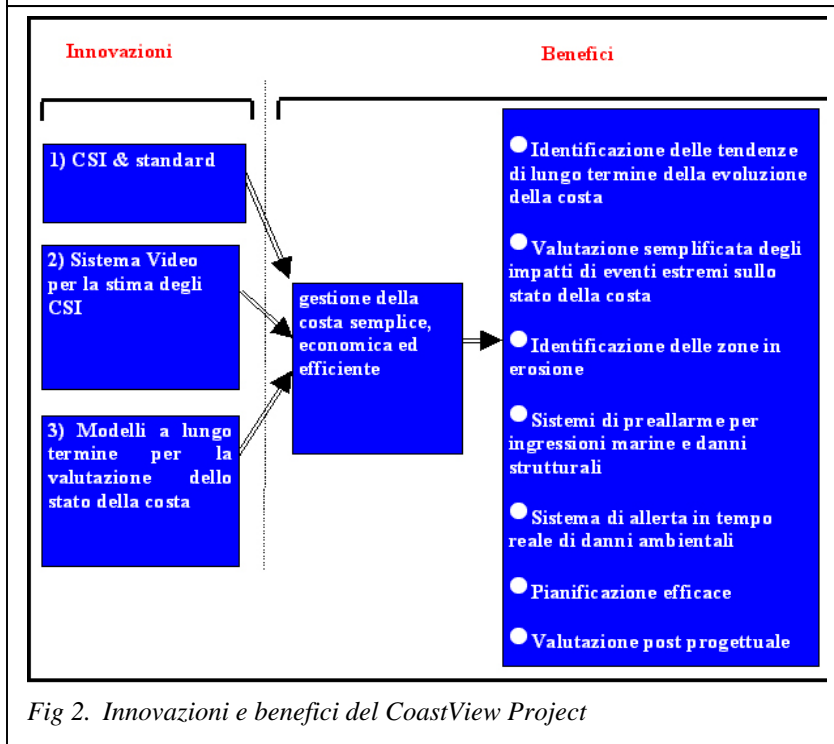 Innovazioni
Benefici
1) CSI & standard
2) Sistema Video
per la stima degli
CSI
3) Modelli a lungo
termine per la
valutazione dello
stato della costa
gestione della
costa semplice,
economica ed
efficiente
Identificazione delle tendenze
di lungo termine della evoluzione
della costa
Valutazione semplificata degli
impatti di eventi estremi sullo
stato della costa
Identificazione delle zone in
erosione
Sistemi di preallarme per
ingressioni marine e danni
strutturali
Sistema di allerta in tempo
reale di danni ambientali
Pianificazione efficace
Valutazione post progettuale
Fig 2. Innovazioni e benefici del CoastView Project